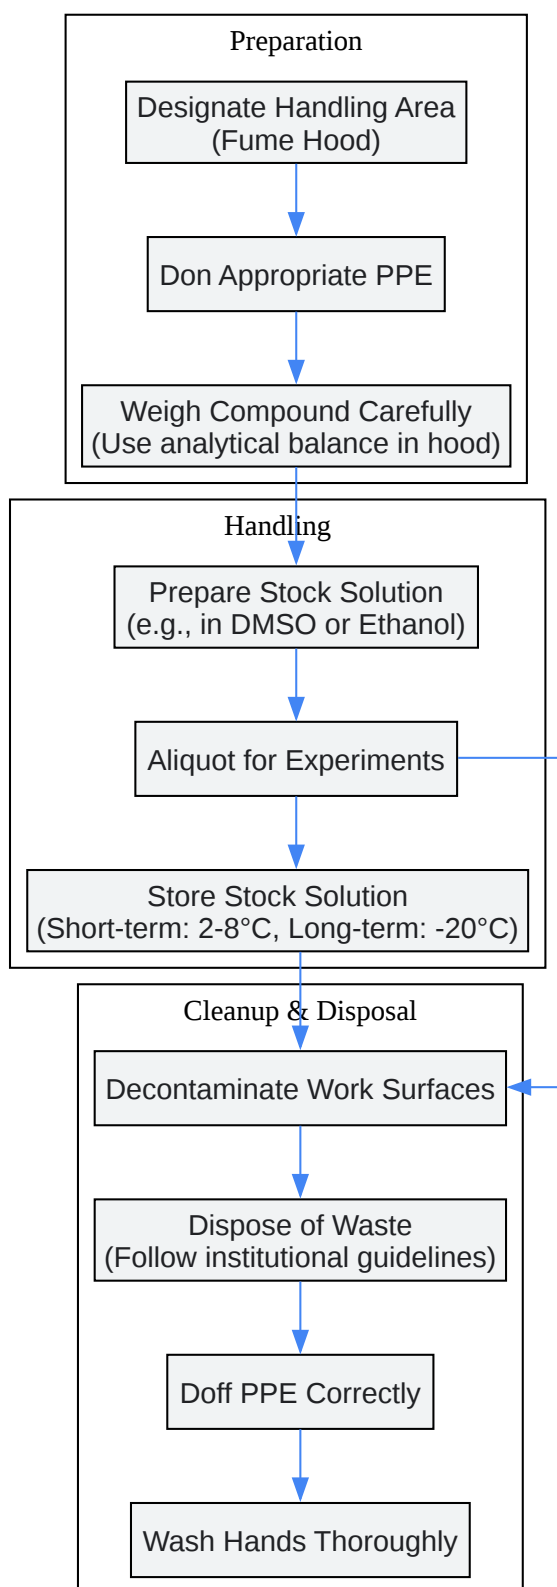 Preparation
Designate Handling Area
(Fume Hood)
Don Appropriate PPE
Weigh Compound Carefully
(Use analytical balance in hood)
Handling
Prepare Stock Solution
(e.g., in DMSO or Ethanol)
Aliquot for Experiments
Store Stock Solution
(Short-term: 2-8°C, Long-term: -20°C)
Cleanup & Disposal
Decontaminate Work Surfaces
Dispose of Waste
(Follow institutional guidelines)
Doff PPE Correctly
Wash Hands Thoroughly